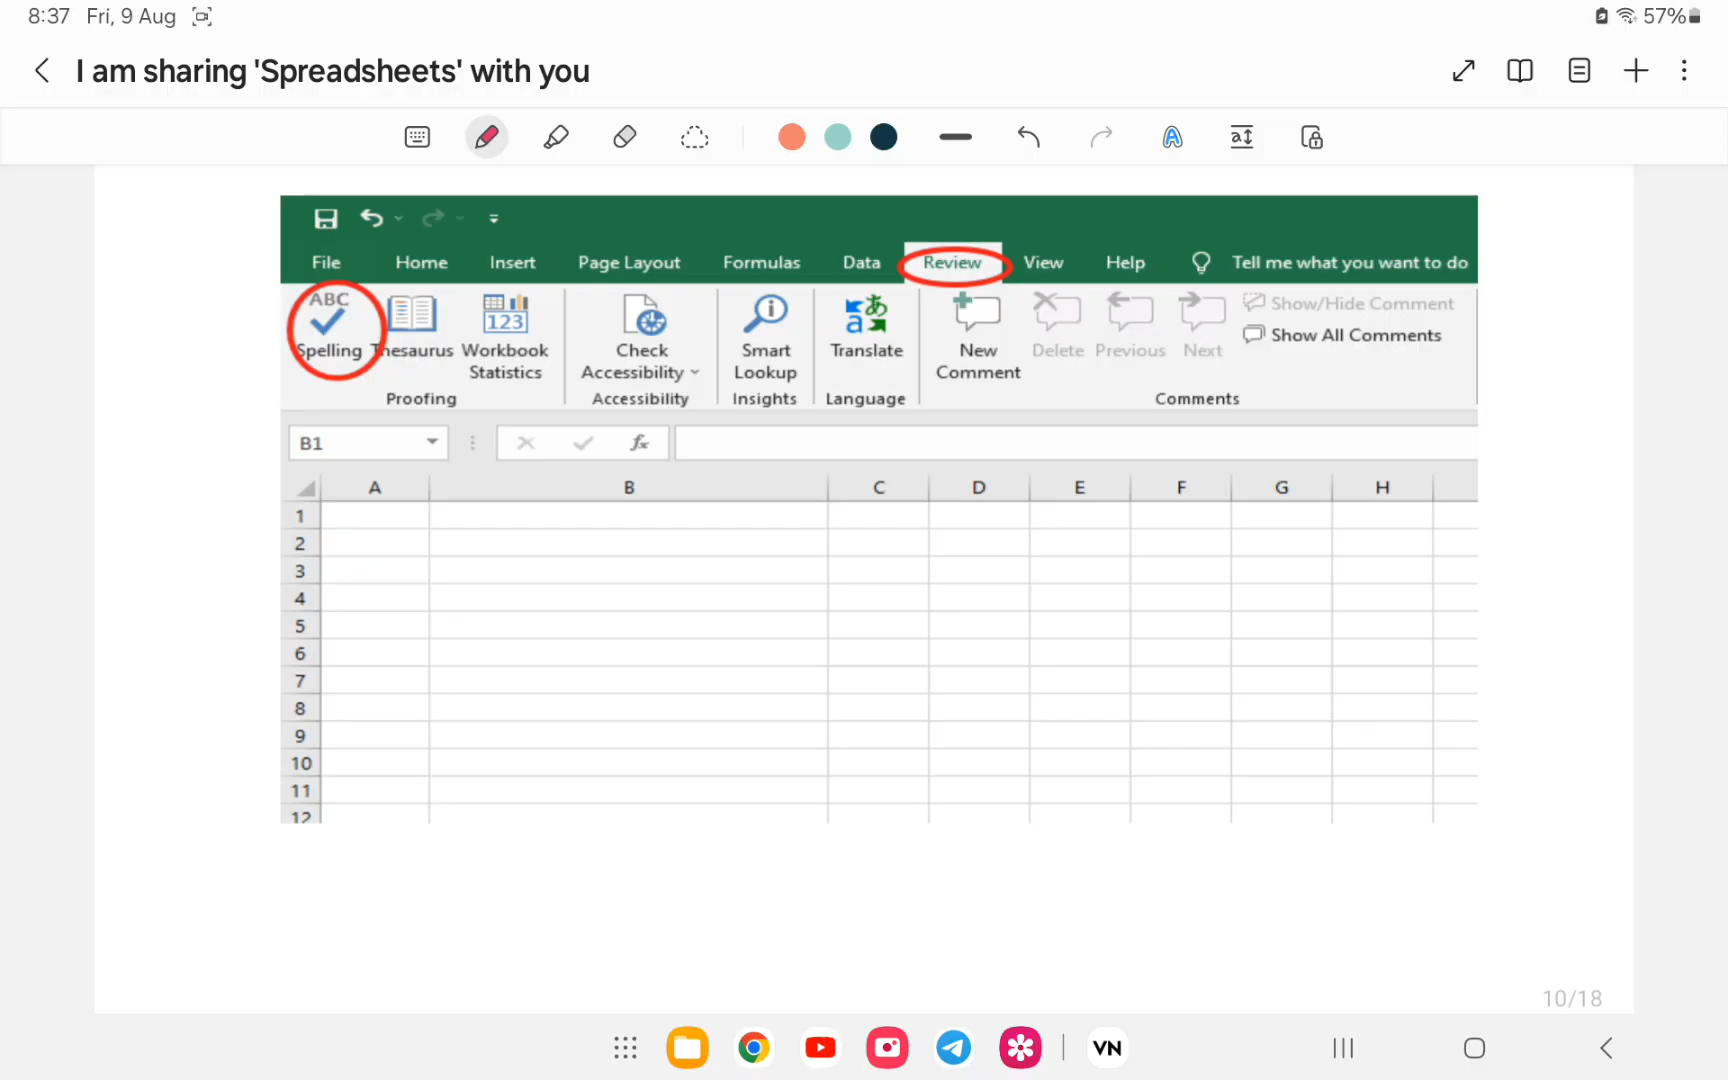 8:37 Fri, 9 Aug 57%
I am sharing 'Spreadsheets' with you
File Home Insert Page Layout Formulas Data Review View Help Tell me what you want to do
ABC
Spelling Thesaurus Workbook Statistics
Proofing
123
Check Accessibility
Accessibility
Smart Lookup
Insights
a あ
Translate
Language
New Comment Delete Previous Next
Show/Hide Comment
Show All Comments
Comments
B1 fx
A B C D E F G H
1
2
3
4
5
6
7
8
9
10
11
12
10/18
VN